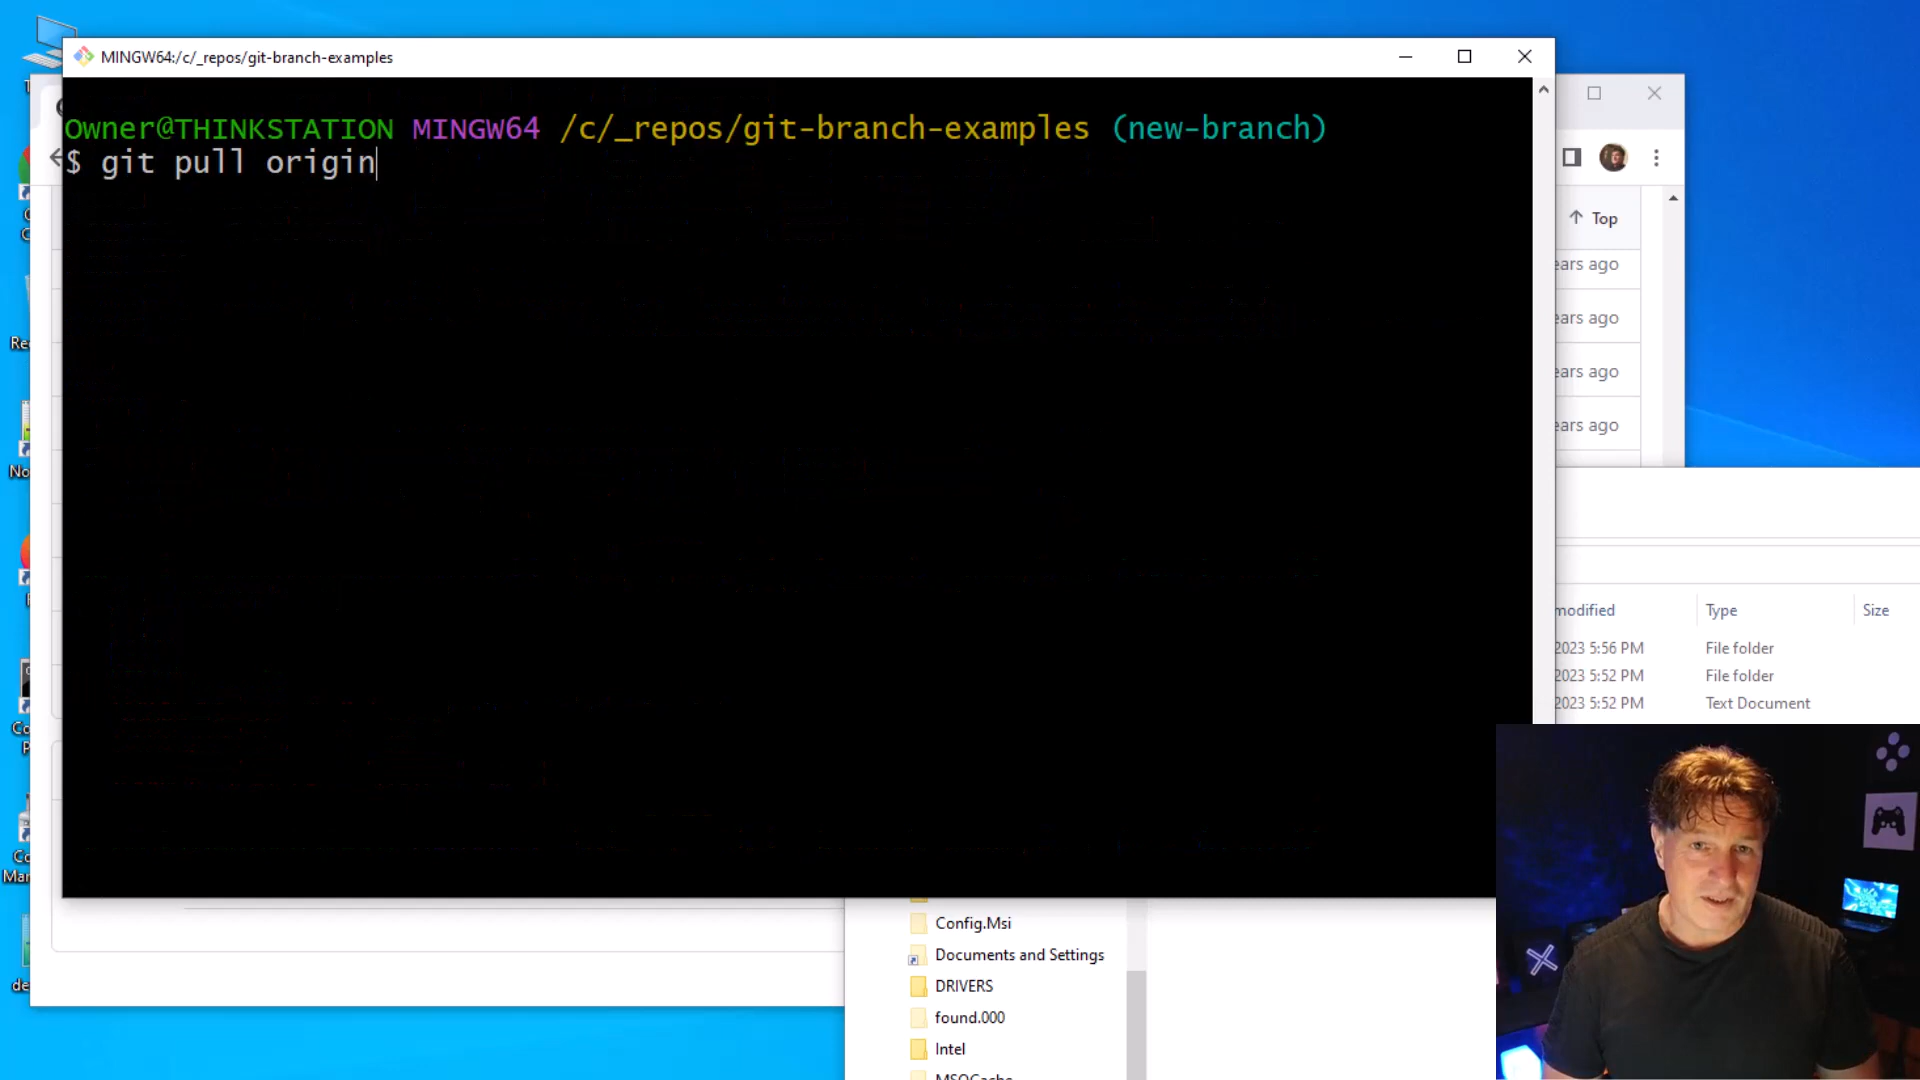 MINGW64:/c/_repos/git-branch-examples
Owner@THINKSTATION MINGW64 /c/_repos/git-branch-examples (new-branch)
$ git pull origin
Top
ears ago
ears ago
ears ago
ears ago
modified Type Size
2023 5:56 PM File folder
2023 5:52 PM File folder
2023 5:52 PM Text Document
Config.Msi
Documents and Settings
DRIVERS
found.000
Intel